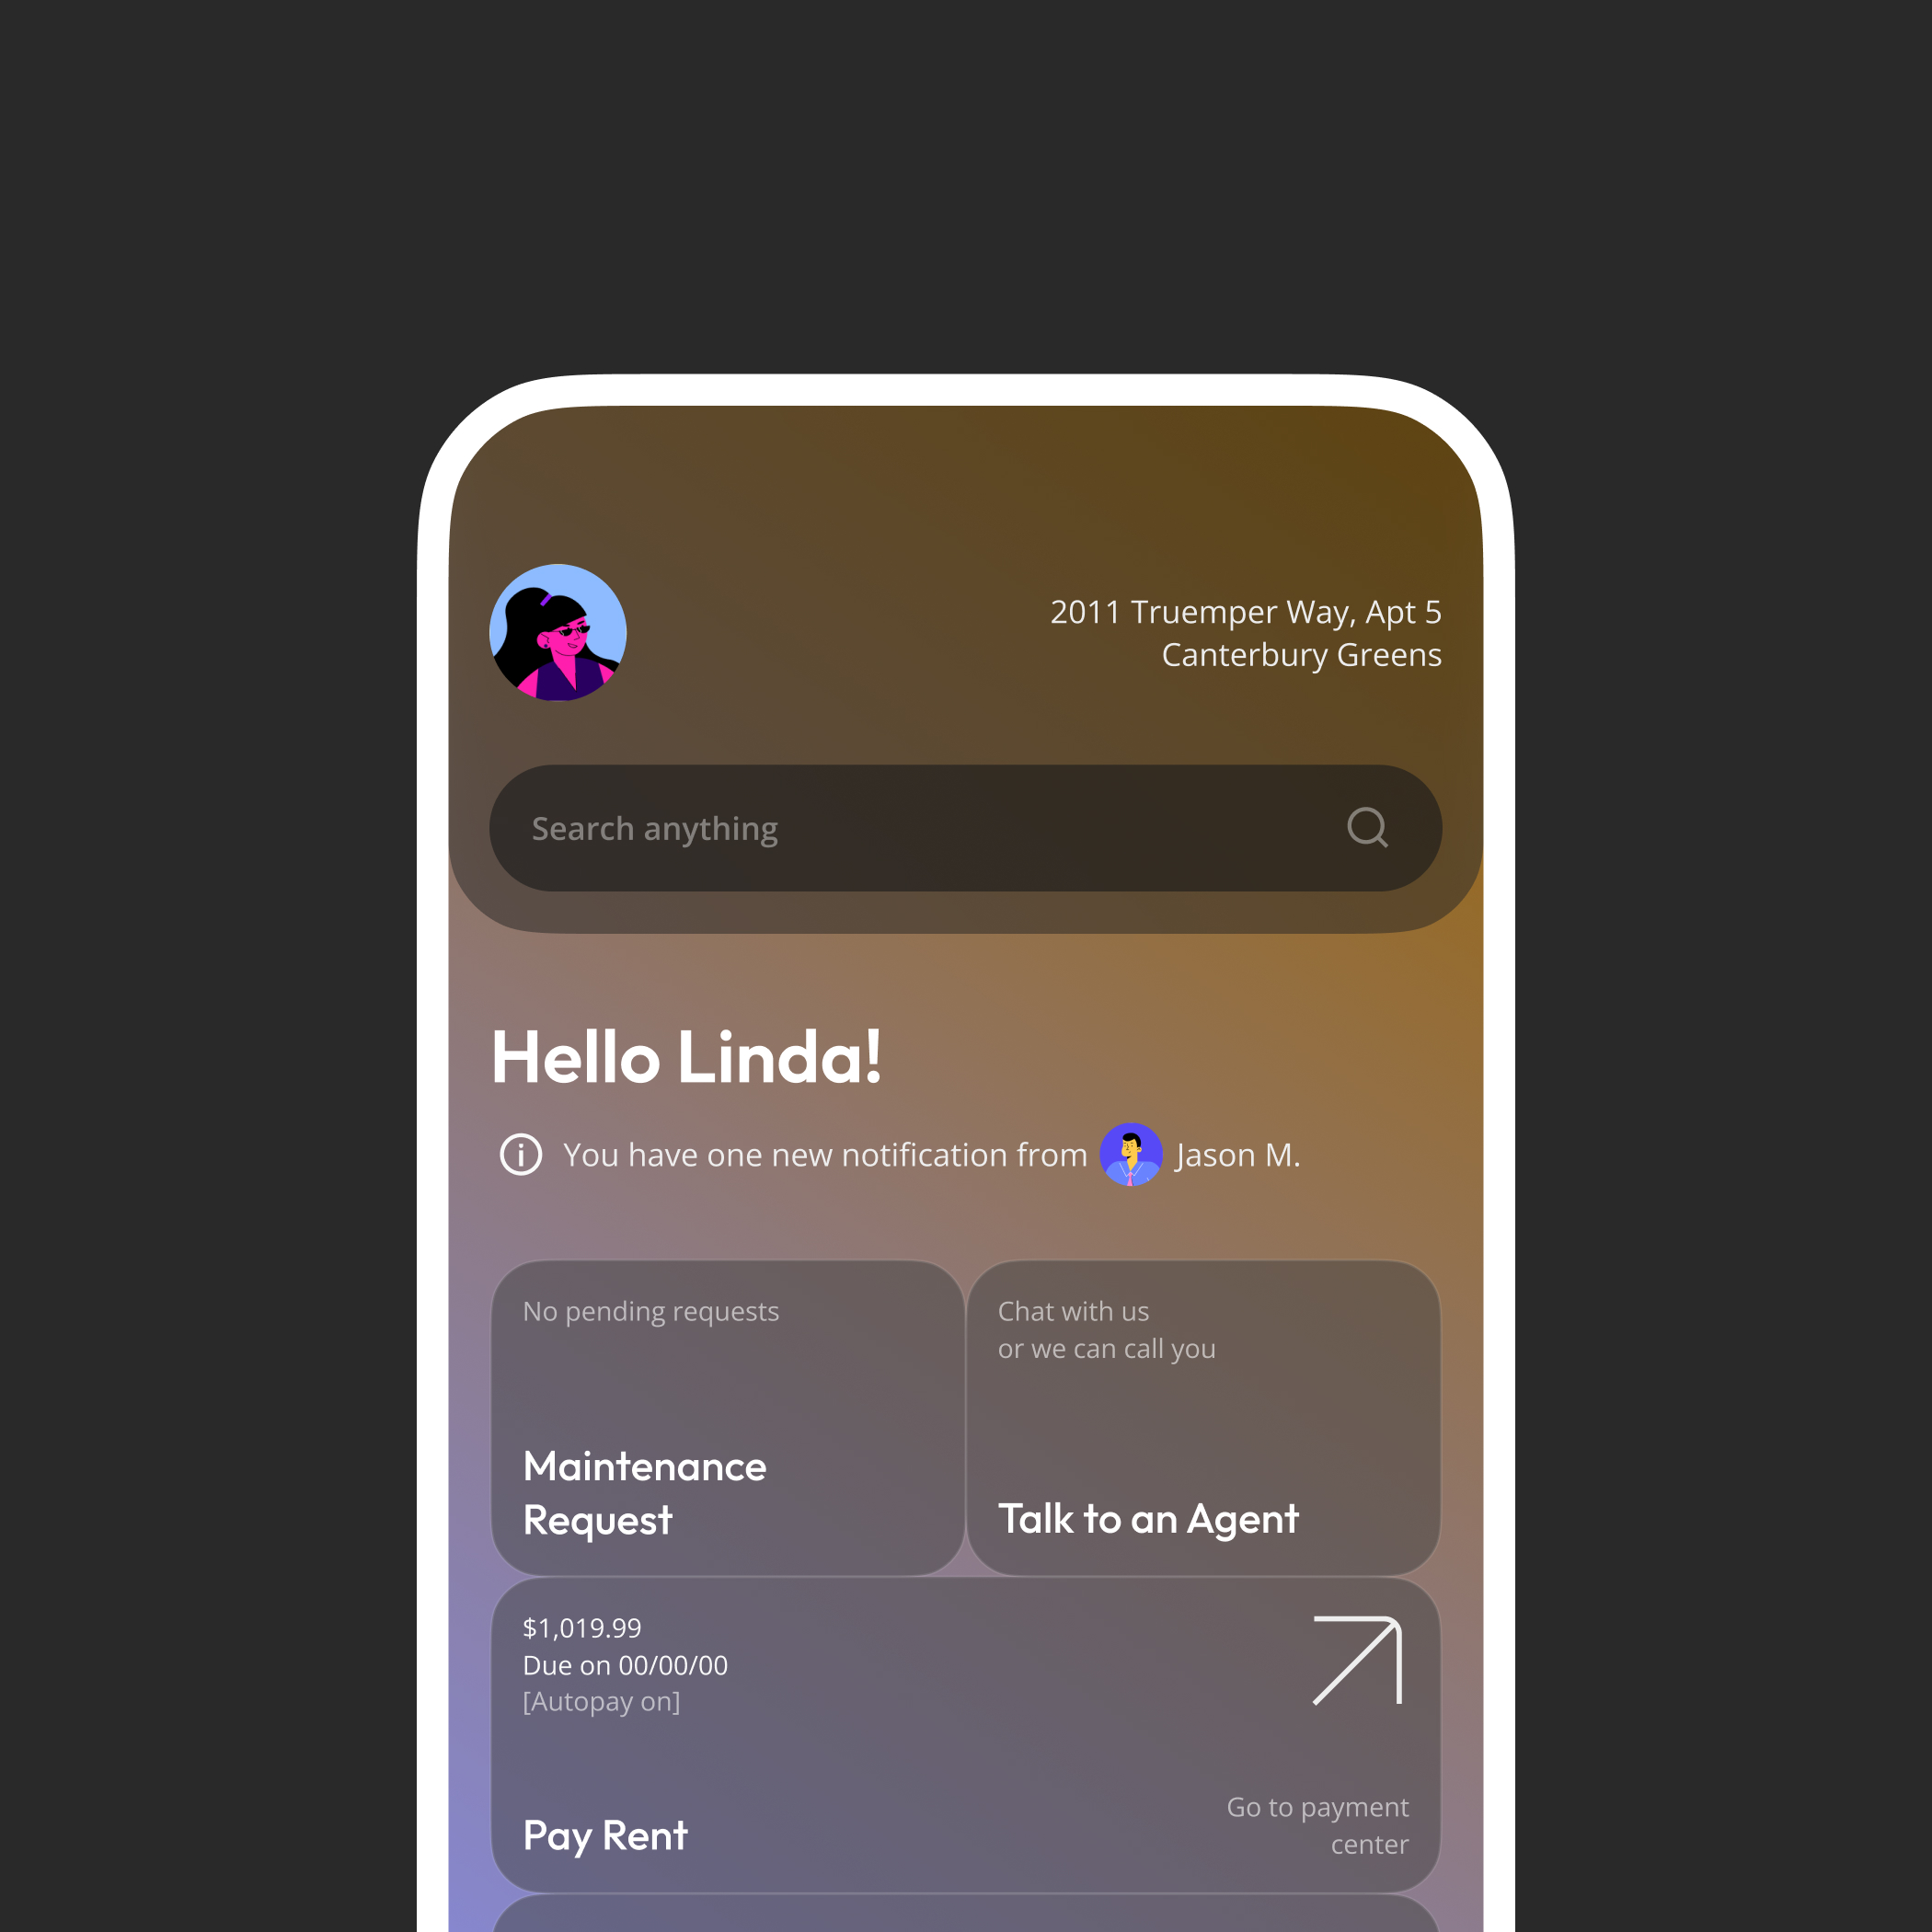 2011 Truemper Way, Apt 5
Canterbury Greens
Search anything
Hello Linda!
You have one new notification from Jason M.
No pending requests
Maintenance
Request
Chat with us
or we can call you
Talk to an Agent
$1,019.99
Due on 00/00/00
[Autopay on]
Pay Rent
Go to payment
center